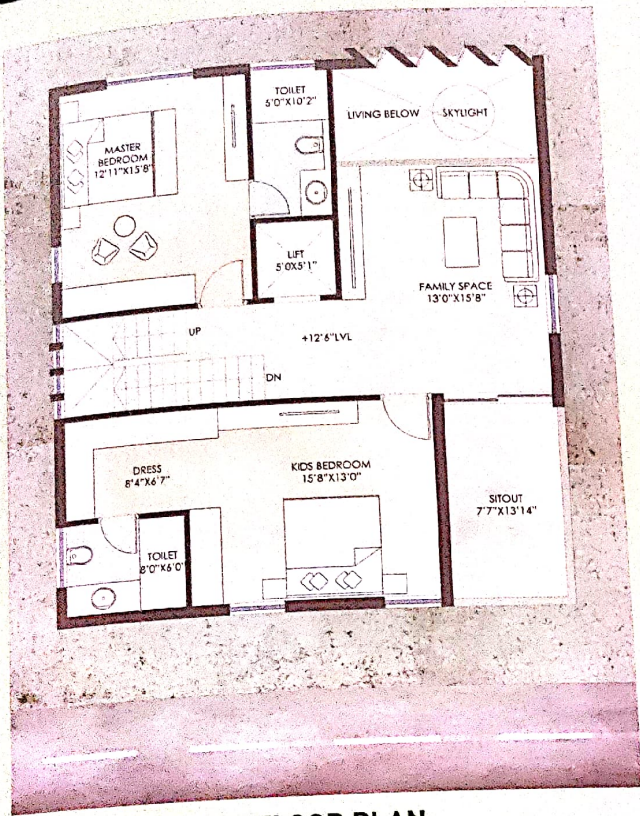 TOILET
5'0"X10'2"
LIVING BELOW
SKYLIGHT
MASTER
BEDROOM
12'11"X15'8"
LIFT
5'0X5'1"
FAMILY SPACE
13'0"X15'8"
UP
+12'6"LVL
DN
DRESS
8'4"X6'7"
KIDS BEDROOM
15'8"X13'0"
SITOUT
7'7"X13'14"
TOILET
8'0"X6'0"
PLAN